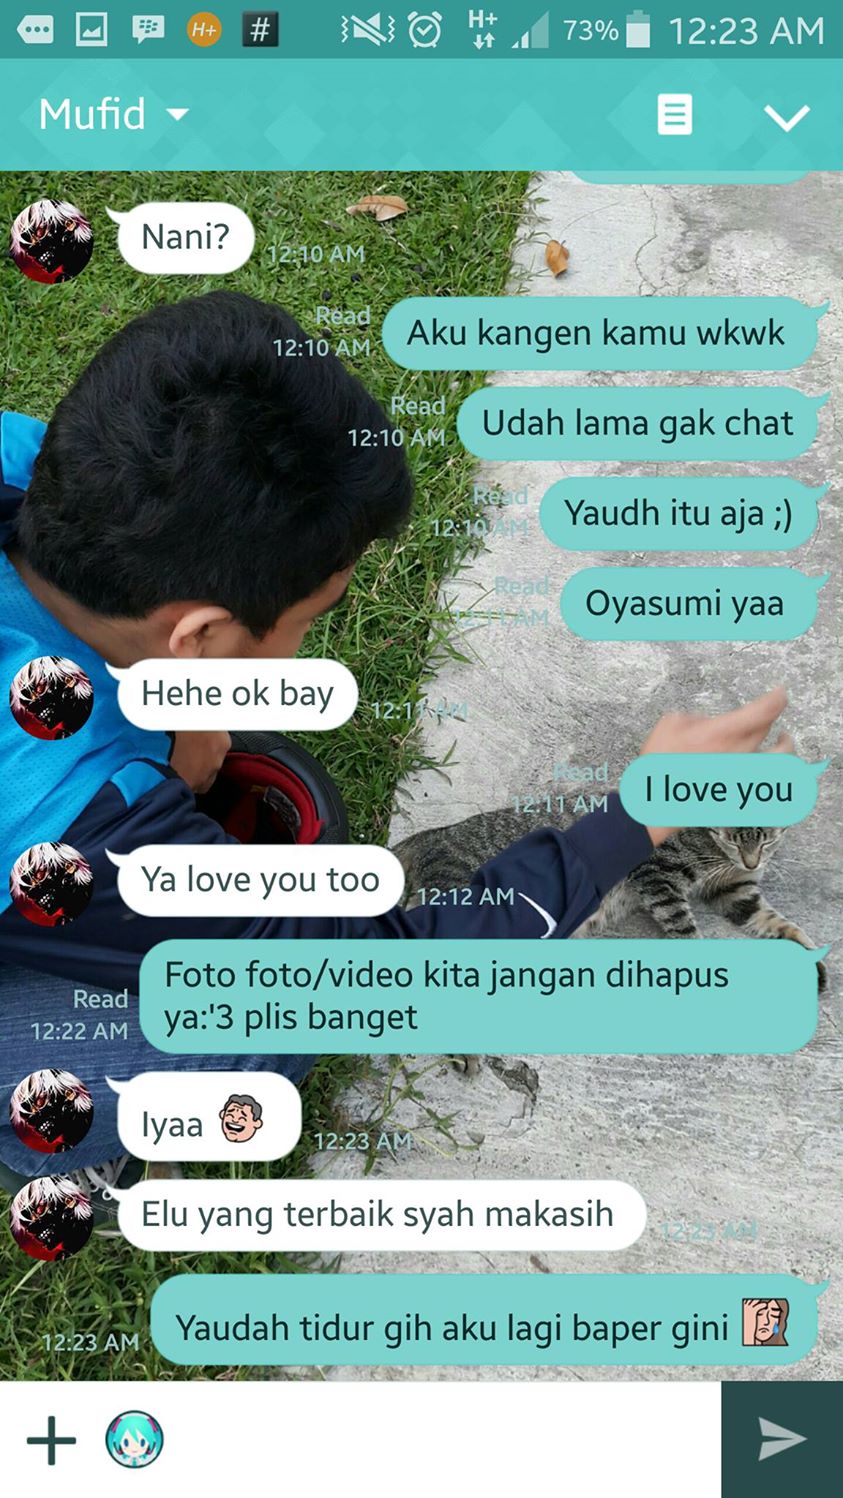 H+
#
H+
73%
12:23 AM
Mufid
Nani?
12:10 AM
Read
12:10 AM
Aku kangen kamu wkwk
Read
12:10 AM
Udah lama gak chat
Read
12:10 AM
Yaudh itu aja ;)
Read
12:11 AM
Oyasumi yaa
Hehe ok bay
12:11 AM
Read
12:11 AM
I love you
Ya love you too
12:12 AM
Foto foto/video kita jangan dihapus
ya:'3 plis banget
Read
12:22 AM
Iyaa
12:23 AM
Elu yang terbaik syah makasih
12:23 AM
Yaudah tidur gih aku lagi baper gini
12:23 AM